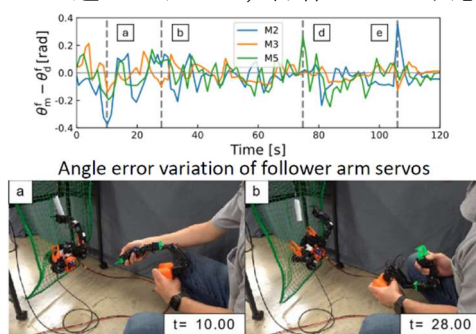 0.4
0.2
0.0
-0.2
-0.4
θᶠₘ − θᶠd [rad]
a
b
M2
M3
M5
d
e
0
20
40
60
80
100
120
Time [s]
Angle error variation of follower arm servos
a
t= 10.00
b
t= 28.00